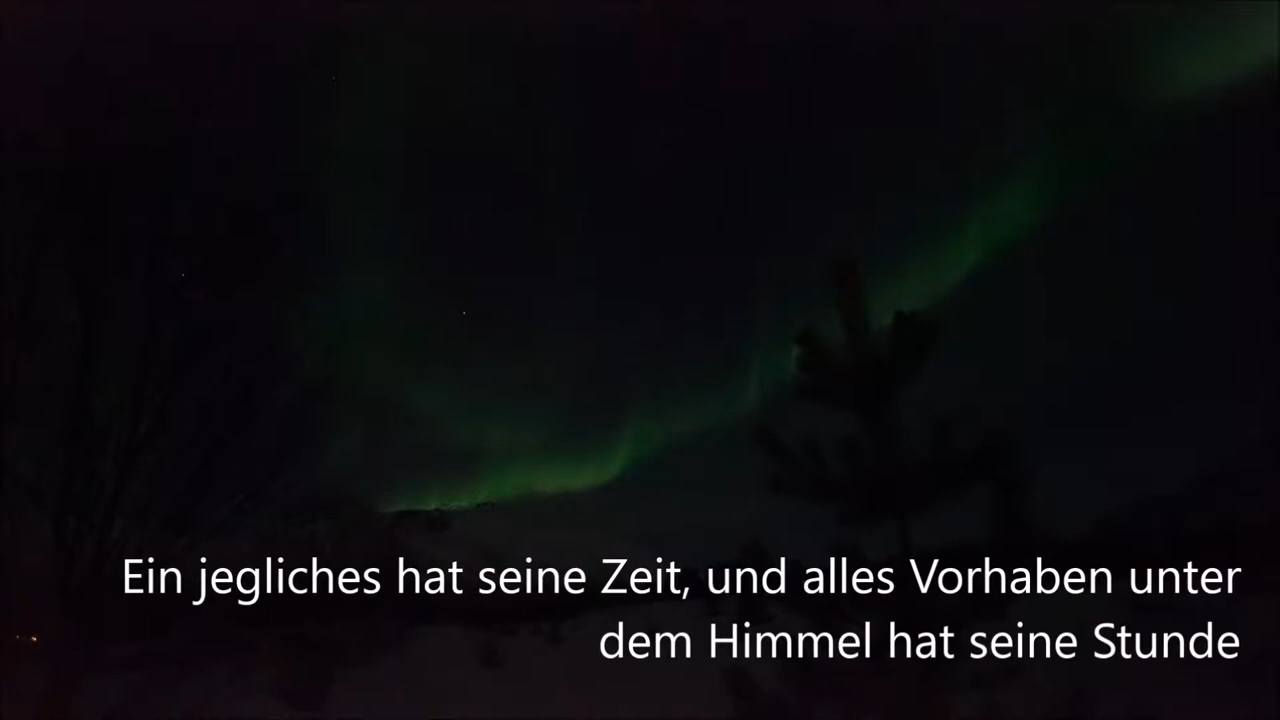 Ein jegliches hat seine Zeit, und alles Vorhaben unter
dem Himmel hat seine Stunde